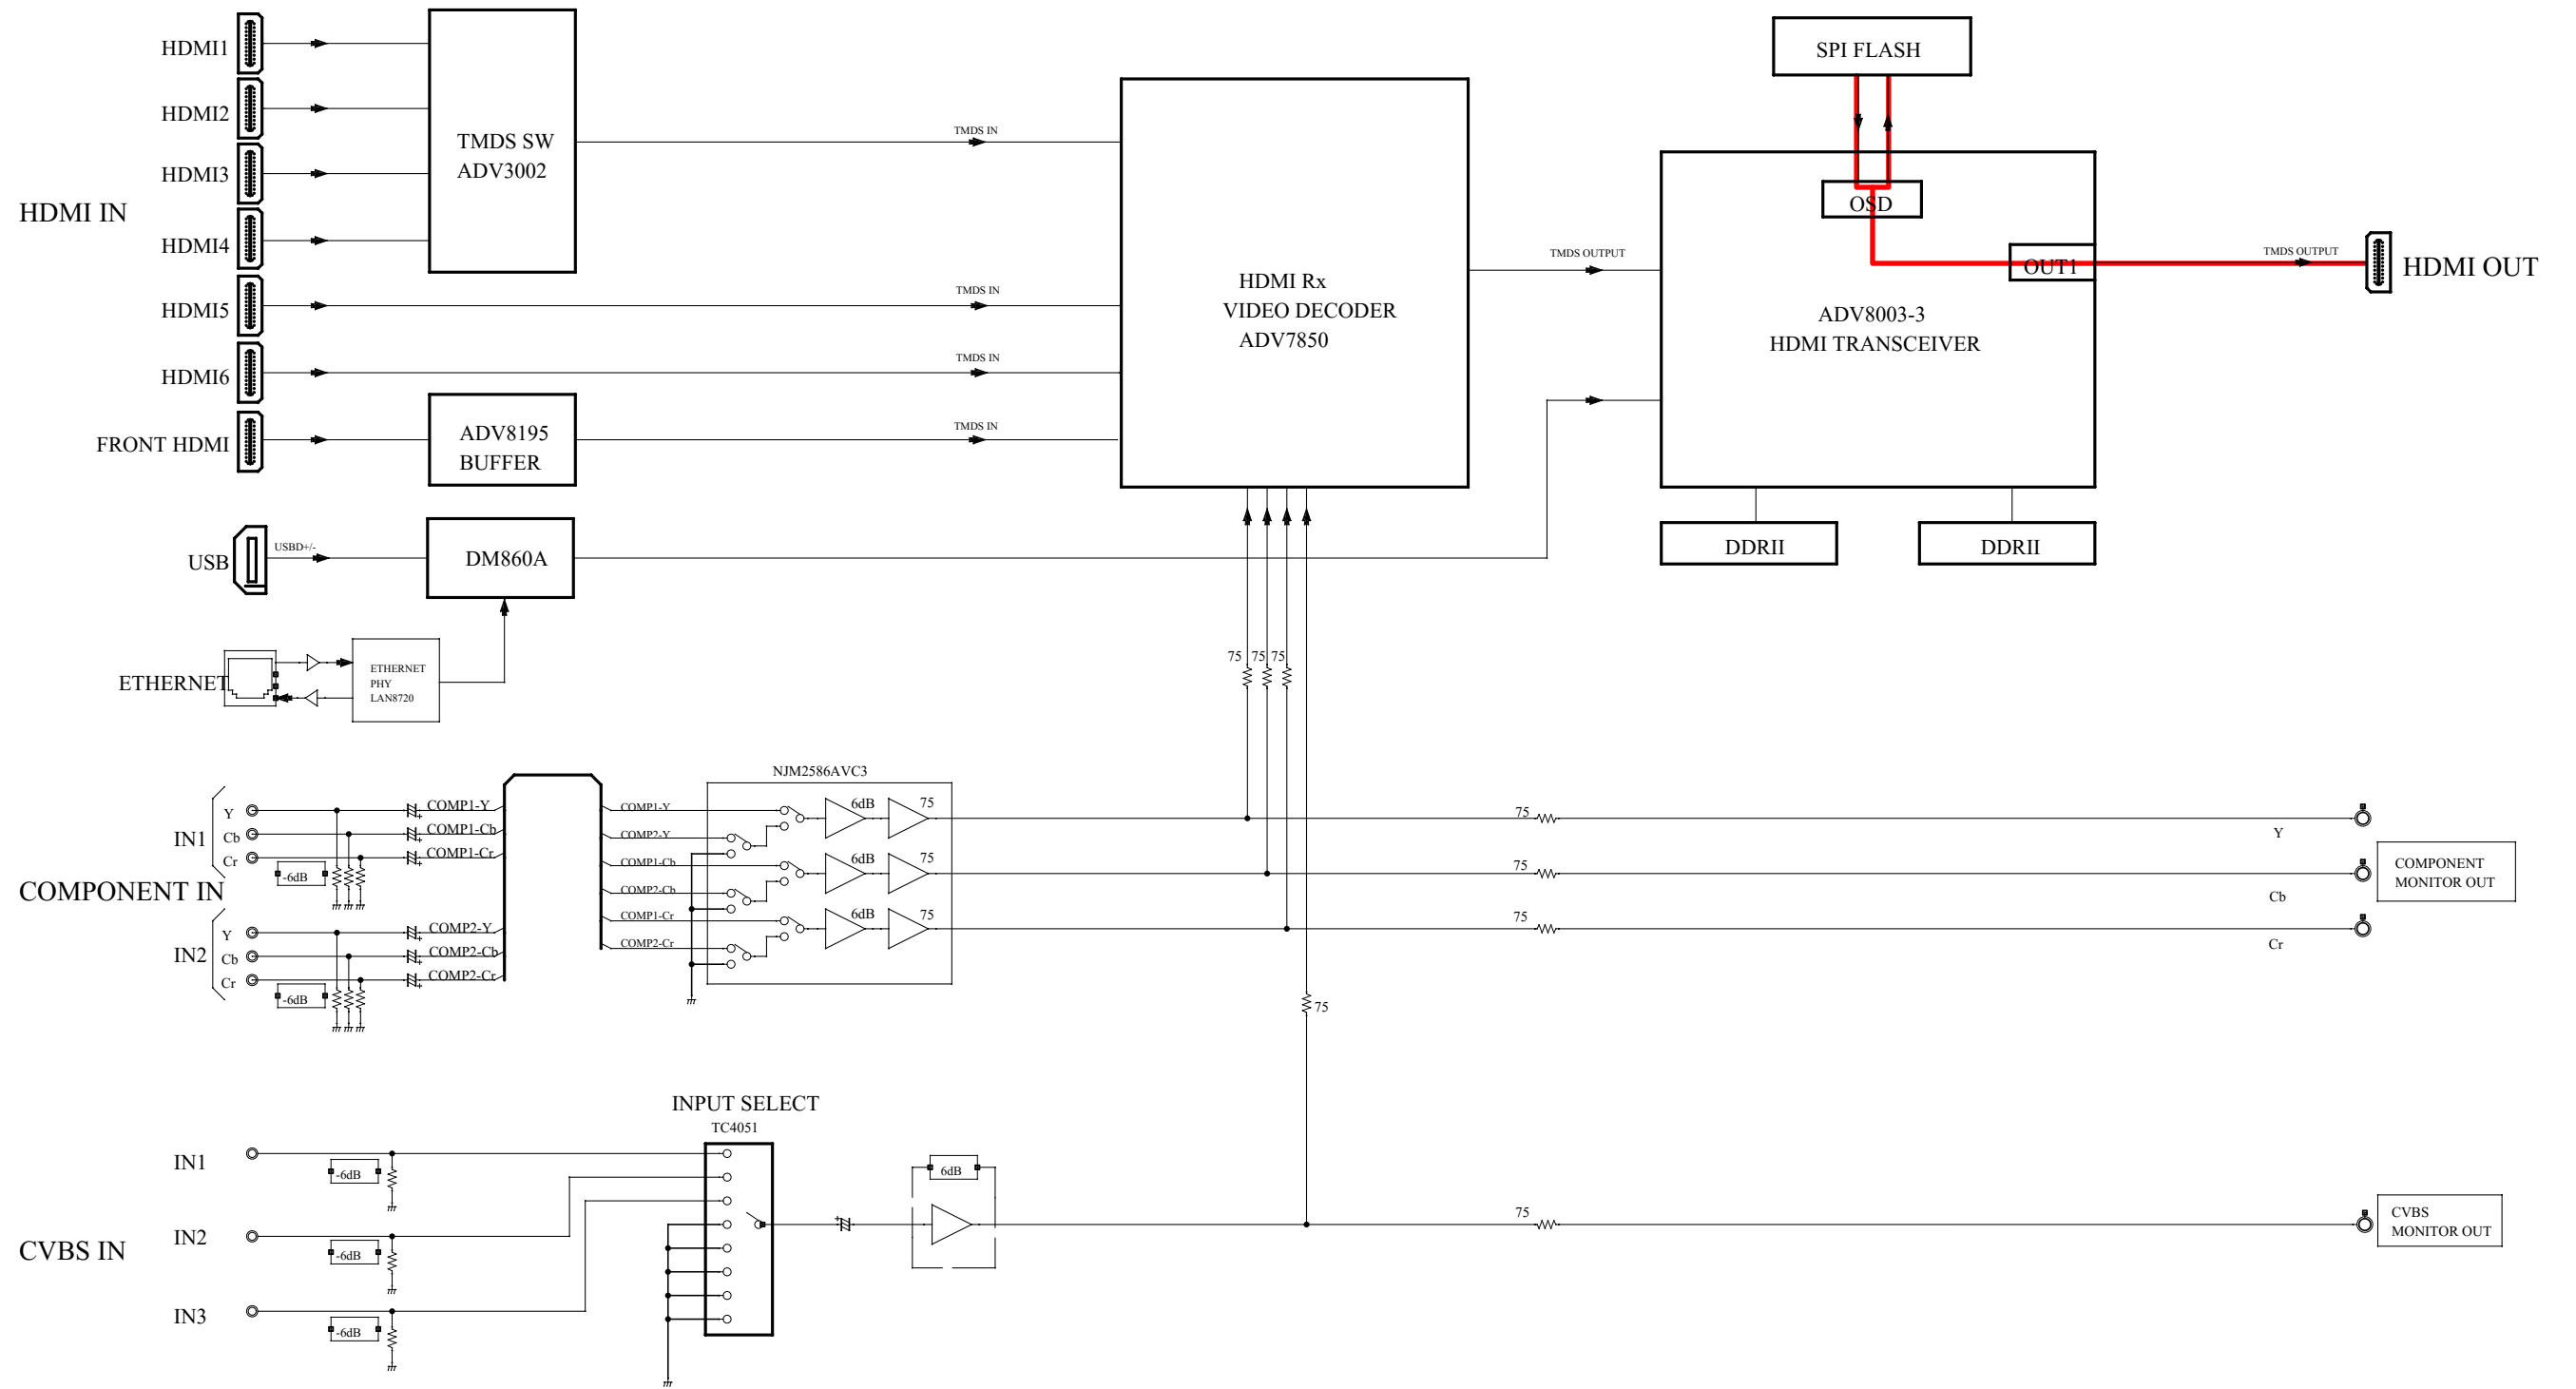 HDMI IN
HDMI1
HDMI2
HDMI3
HDMI4
HDMI5
HDMI6
FRONT HDMI
TMDS SW
ADV3002
ADV8195
BUFFER
TMDS IN
TMDS IN
TMDS IN
TMDS IN
HDMI Rx
VIDEO DECODER
ADV7850
TMDS OUTPUT
SPI FLASH
OSD
OUT1
ADV8003-3
HDMI TRANSCEIVER
TMDS OUTPUT
HDMI OUT
DDRII
DDRII
USB
USBD+/-
DM860A
ETHERNET
ETHERNET
PHY
LAN8720
75 75 75
COMPONENT IN
IN1
Y
Cb
Cr
-6dB
COMP1-Y
COMP1-Cb
COMP1-Cr
IN2
Y
Cb
Cr
-6dB
COMP2-Y
COMP2-Cb
COMP2-Cr
NJM2586AVC3
COMP1-Y
COMP2-Y
COMP1-Cb
COMP2-Cb
COMP1-Cr
COMP2-Cr
6dB 75
6dB 75
6dB 75
75
75
75
Y
Cb
Cr
COMPONENT
MONITOR OUT
75
CVBS IN
IN1
-6dB
IN2
-6dB
IN3
-6dB
INPUT SELECT
TC4051
6dB
75
CVBS
MONITOR OUT